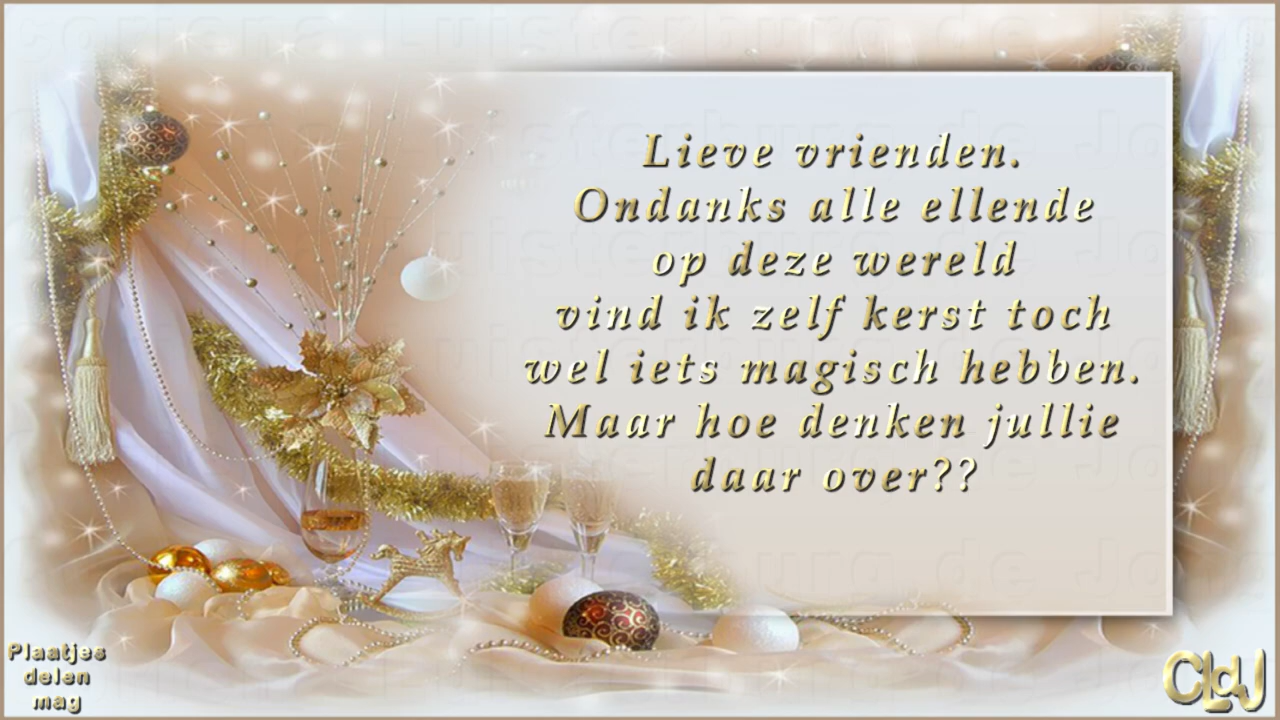 Lieve vrienden.
Ondanks alle ellende
op deze wereld
vind ik zelf kerst toch
wel iets magisch hebben.
Maar hoe denken jullie
daar over??
Plaatjes
delen
mag
CLdJ